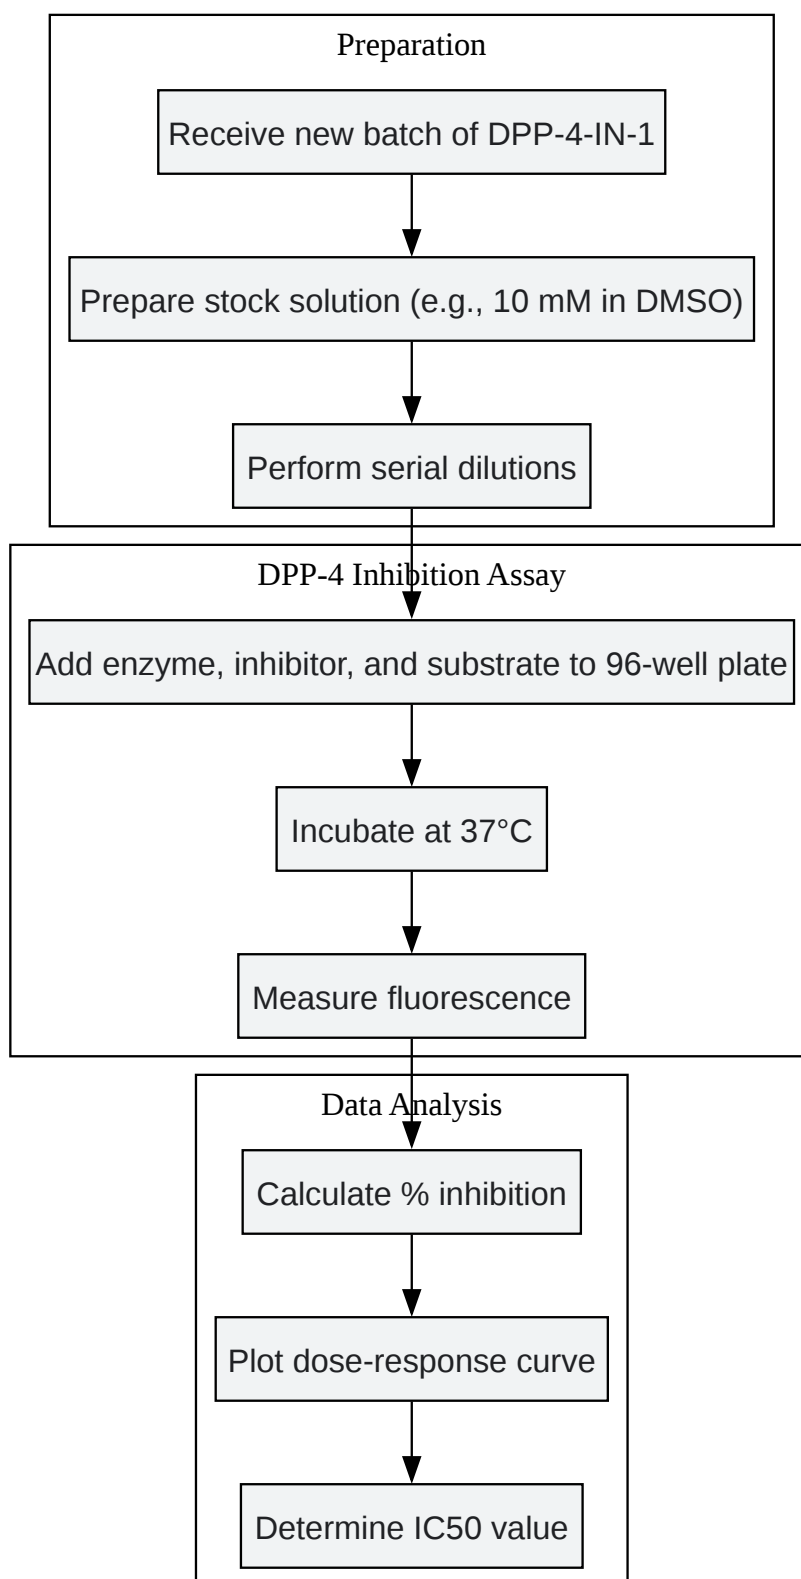 Preparation
Receive new batch of DPP-4-IN-1
Prepare stock solution (e.g., 10 mM in DMSO)
Perform serial dilutions
DPP-4 Inhibition Assay
Add enzyme, inhibitor, and substrate to 96-well plate
Incubate at 37°C
Measure fluorescence
Data Analysis
Calculate % inhibition
Plot dose-response curve
Determine IC50 value